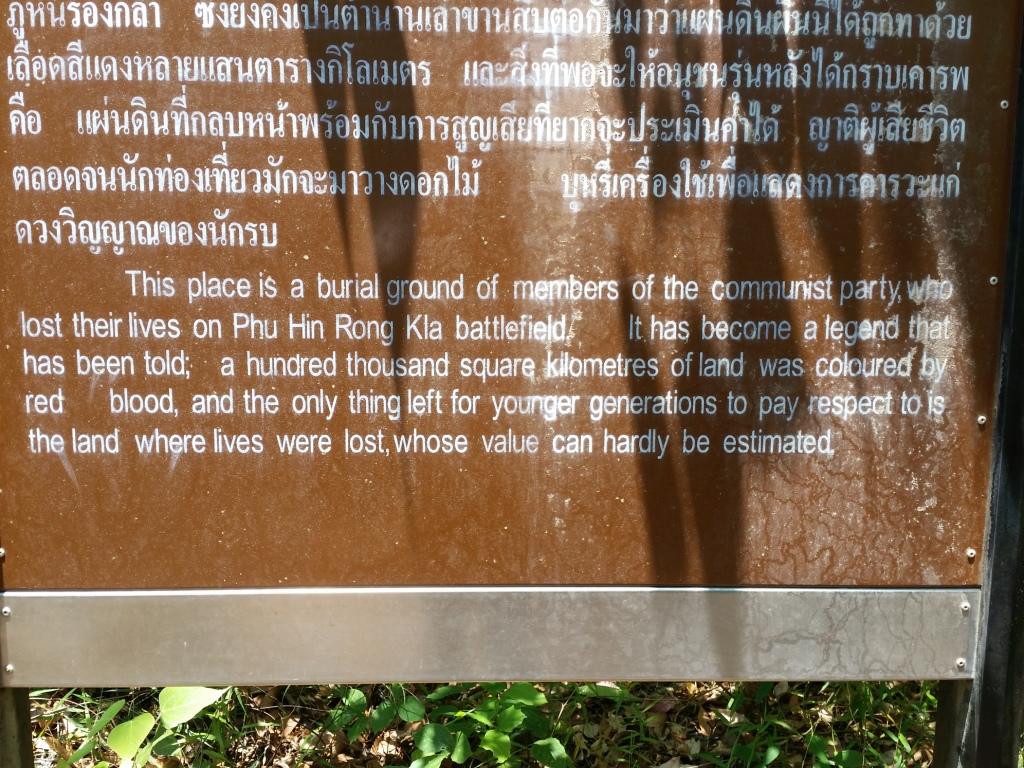 ภูหินร่องกล้า ซึ่งยังคงเป็นตำนานเล่าขานสืบต่อกันมาว่าแผ่นดินผืนนี้ได้ถูกทาด้วย
เลือดสีแดงหลายแสนตารางกิโลเมตร และสิ่งที่พอจะให้อนุชนรุ่นหลังได้กราบเคารพ
คือ แผ่นดินที่กลบหน้าพร้อมกับการสูญเสียที่ยากจะประเมินค่าได้ ญาติผู้เสียชีวิต
ตลอดจนนักท่องเที่ยวมักจะมาวางดอกไม้ บุหรี่เครื่องใช้เพื่อแสดงการคารวะแก่
ดวงวิญญาณของนักรบ
This place is a burial ground of members of the communist party, who
lost their lives on Phu Hin Rong Kla battlefield. It has become a legend that
has been told; a hundred thousand square kilometres of land was coloured by
red blood, and the only thing left for younger generations to pay respect to is
the land where lives were lost, whose value can hardly be estimated.